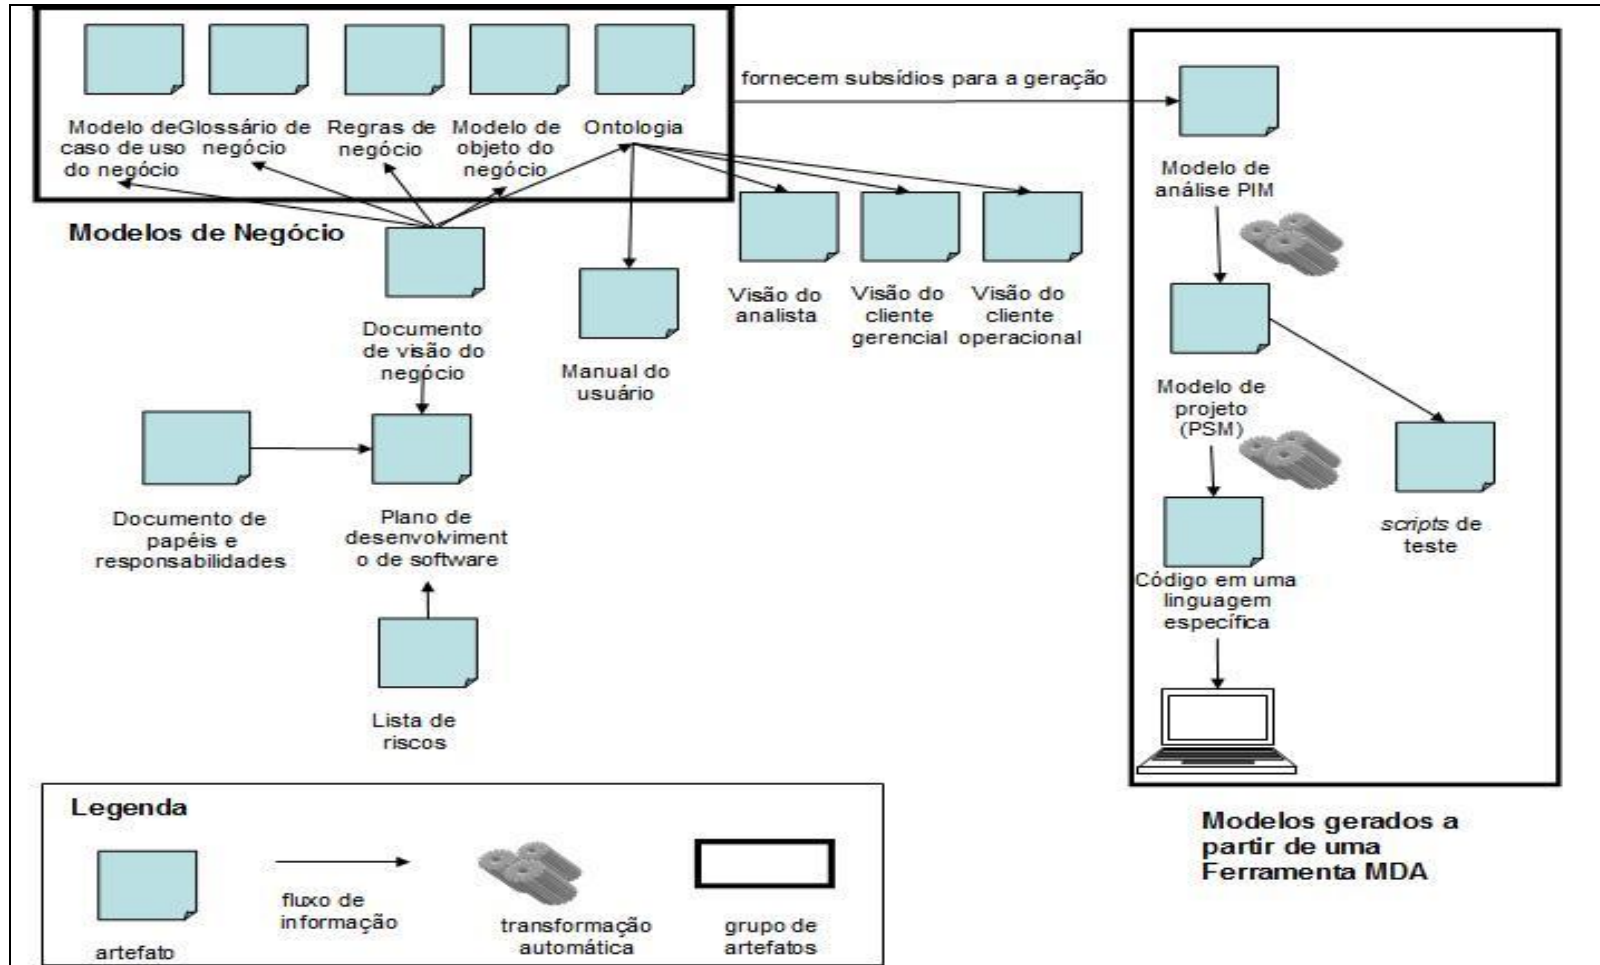 Modelo de
caso de uso
do negócio
Glossário de
negócio
Regras de
negócio
Modelo de
objeto do
negócio
Ontologia
fornecem subsídios para a geração
Modelo de
análise PIM
Modelos de Negócio
Documento
de visão do
negócio
Manual do
usuário
Visão do
analista
Visão do
cliente
gerencial
Visão do
cliente
operacional
Modelo de
projeto
(PSM)
scripts de
teste
Documento de
papéis e
responsabilidades
Plano de
desenvolviment
o de software
Código em uma
linguagem
específica
Lista de
riscos
Modelos gerados a
partir de uma
Ferramenta MDA
Legenda
artefato
fluxo de
informação
transformação
automática
grupo de
artefatos